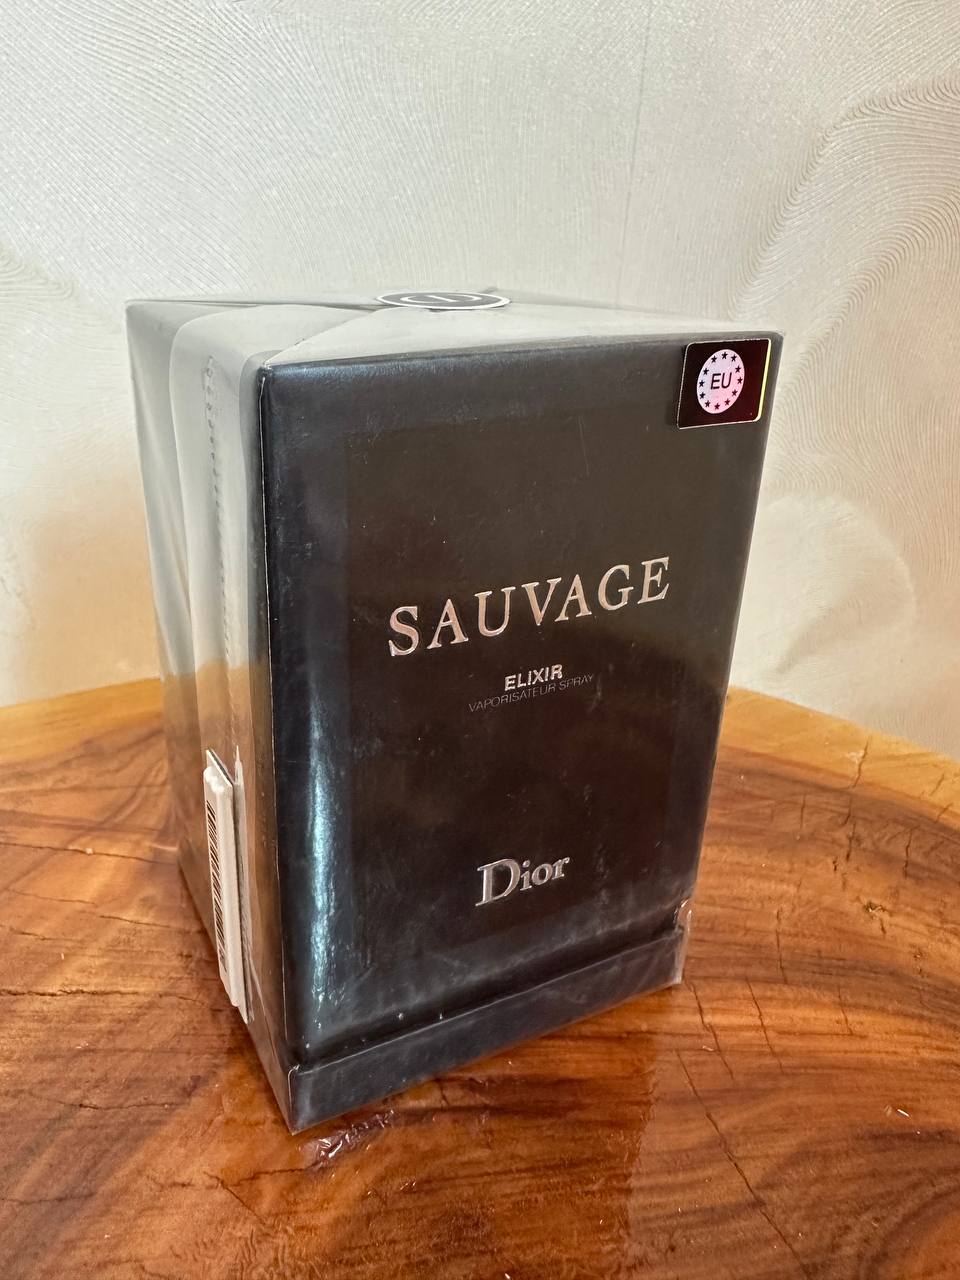 EU
SAUVAGE
ELIXIR
VAPORISATEUR SPRAY
Dior